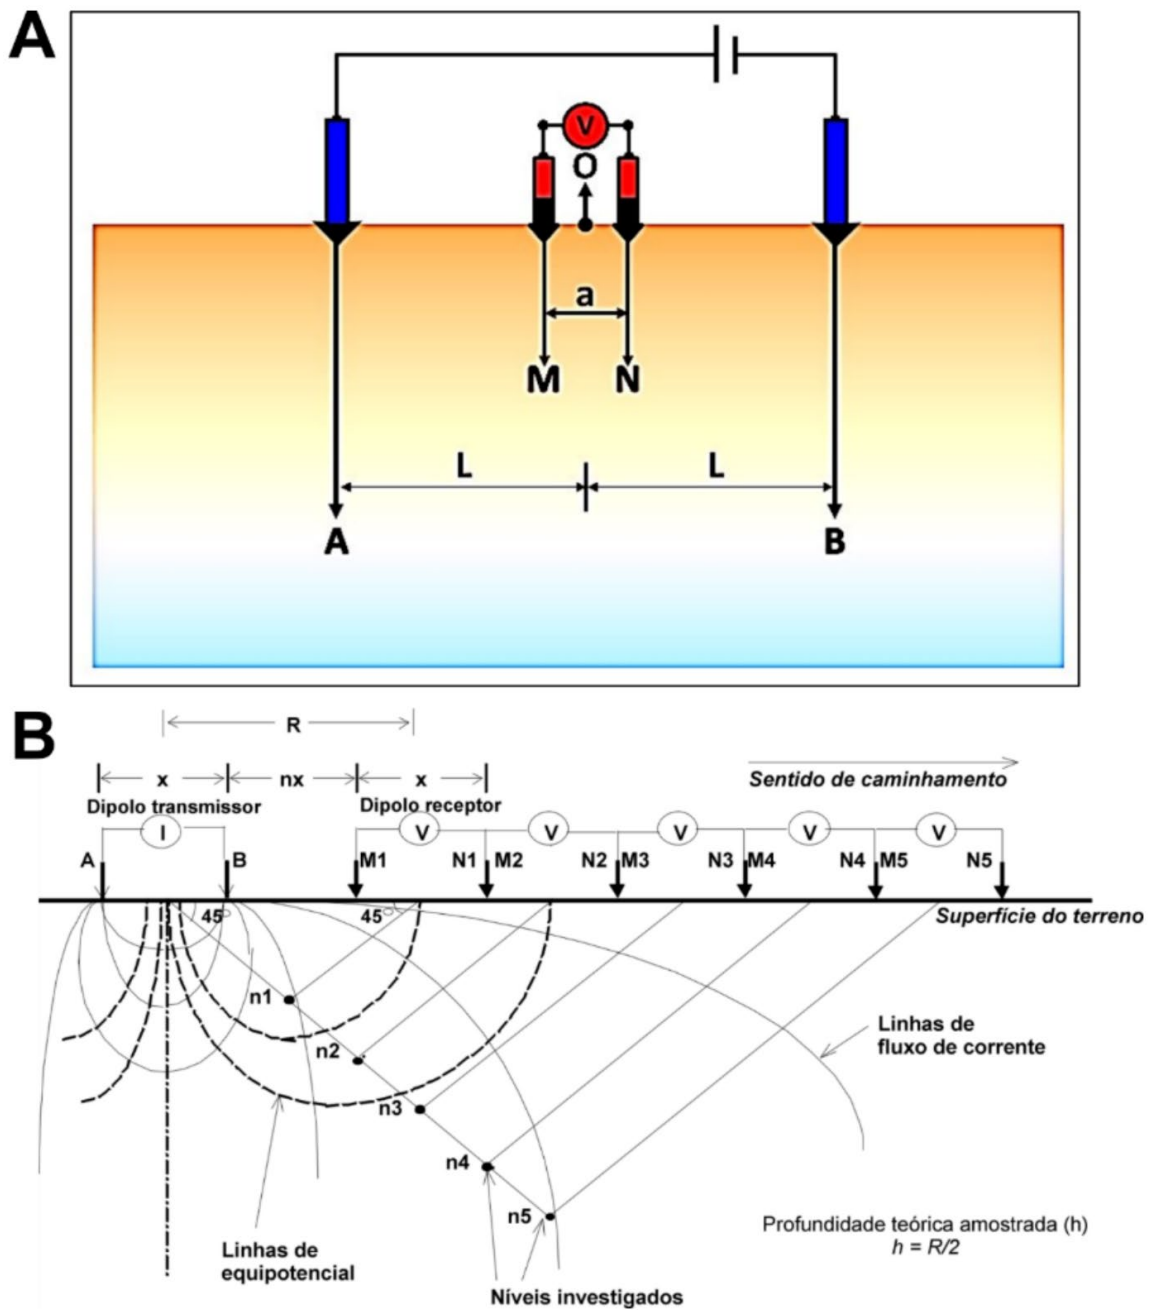 A
V
O
a
M N
L L
A B
B
R
x nx x
Sentido de caminhamento
Dipolo transmissor Dipolo receptor
I V V V V V
A B M1 N1 M2 N2 M3 N3 M4 N4 M5 N5
45º 45º
Superfície do terreno
n1
n2
n3
n4
n5
Linhas de
fluxo de corrente
Linhas de
equipotencial
Níveis investigados
Profundidade teórica amostrada (h)
h = R/2